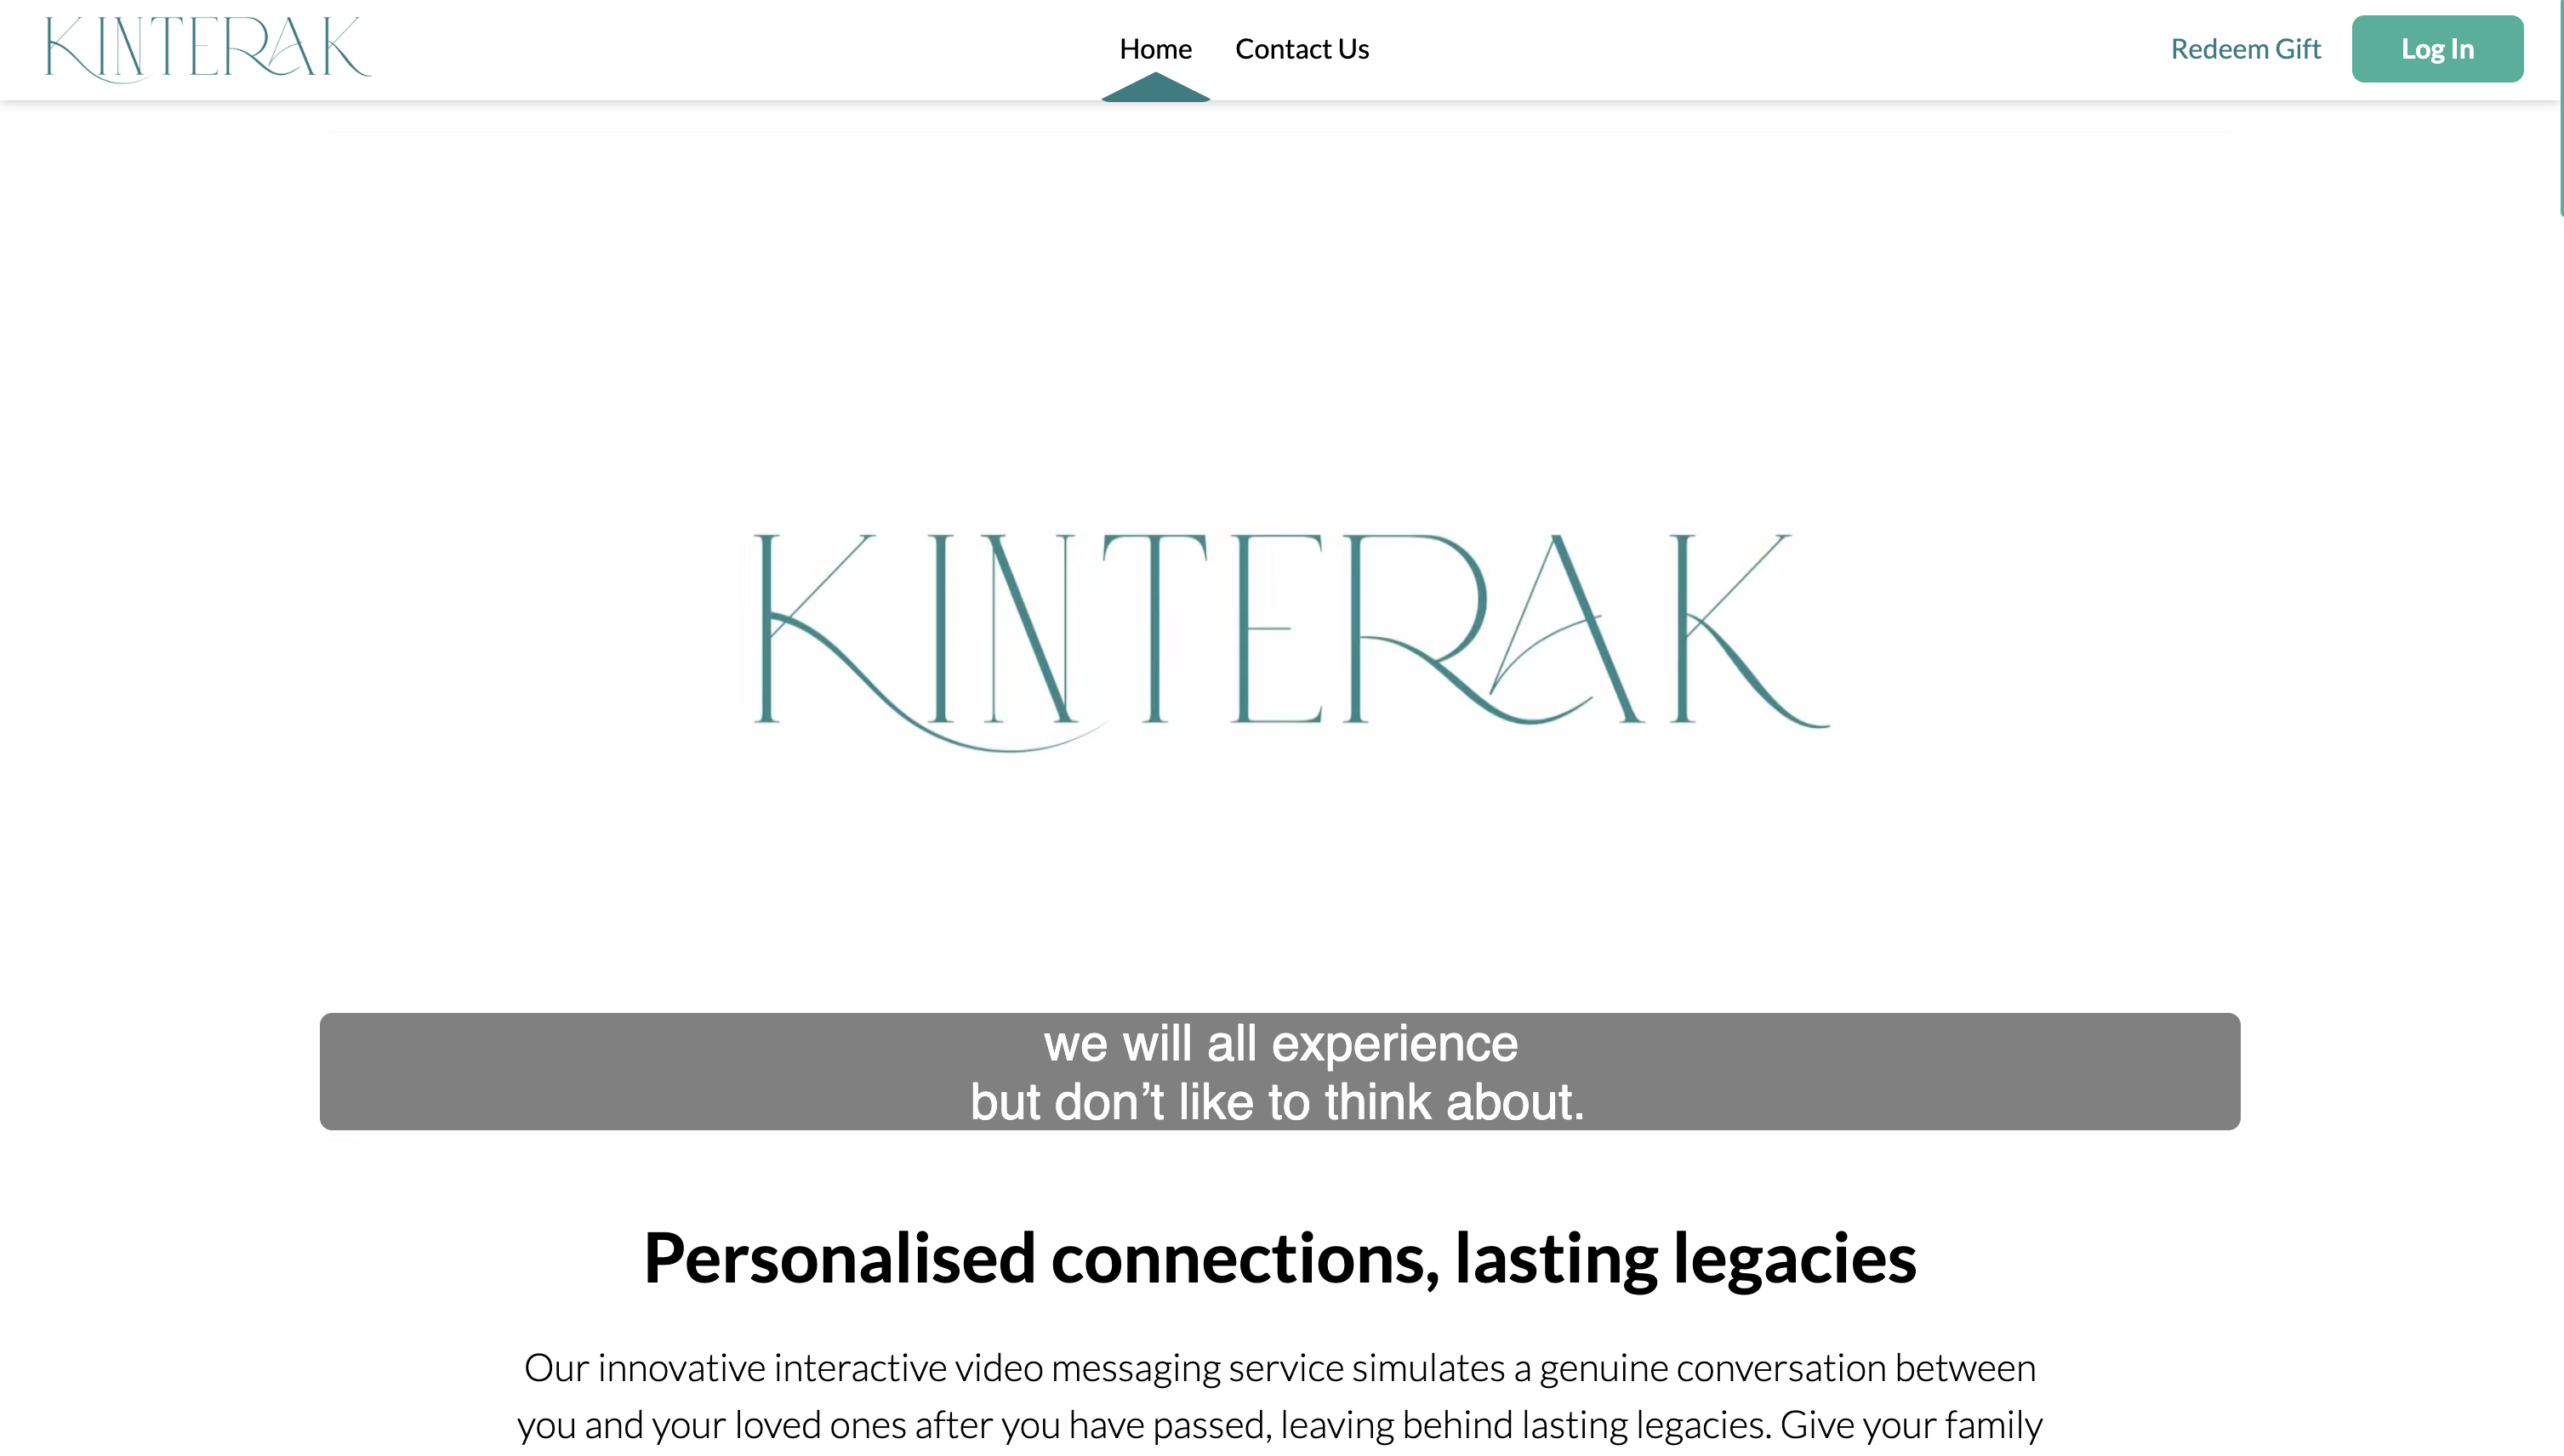 KINTERAK
Home
Contact Us
Redeem Gift
Log In
KINTERAK
we will all experience
but don’t like to think about.
Personalised connections, lasting legacies
Our innovative interactive video messaging service simulates a genuine conversation between
you and your loved ones after you have passed, leaving behind lasting legacies. Give your family